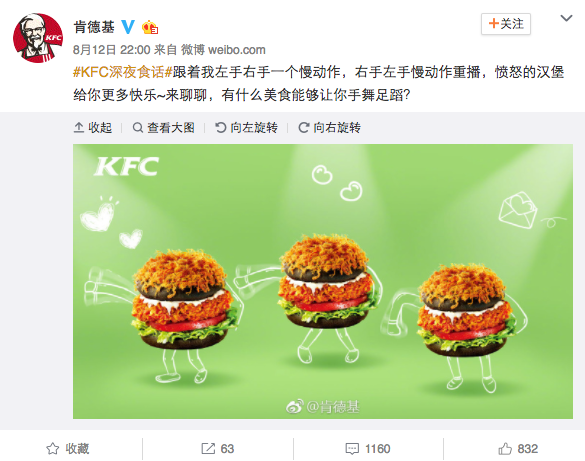 肯德基
+关注
8月12日 22:00 来自 微博 weibo.com
#KFC深夜食话#跟着我左手右手一个慢动作，右手左手慢动作重播，愤怒的汉堡
给你更多快乐~来聊聊，有什么美食能够让你手舞足蹈?
收起 查看大图 向左旋转 向右旋转
KFC
@肯德基
收藏 63 1160 832
KFC